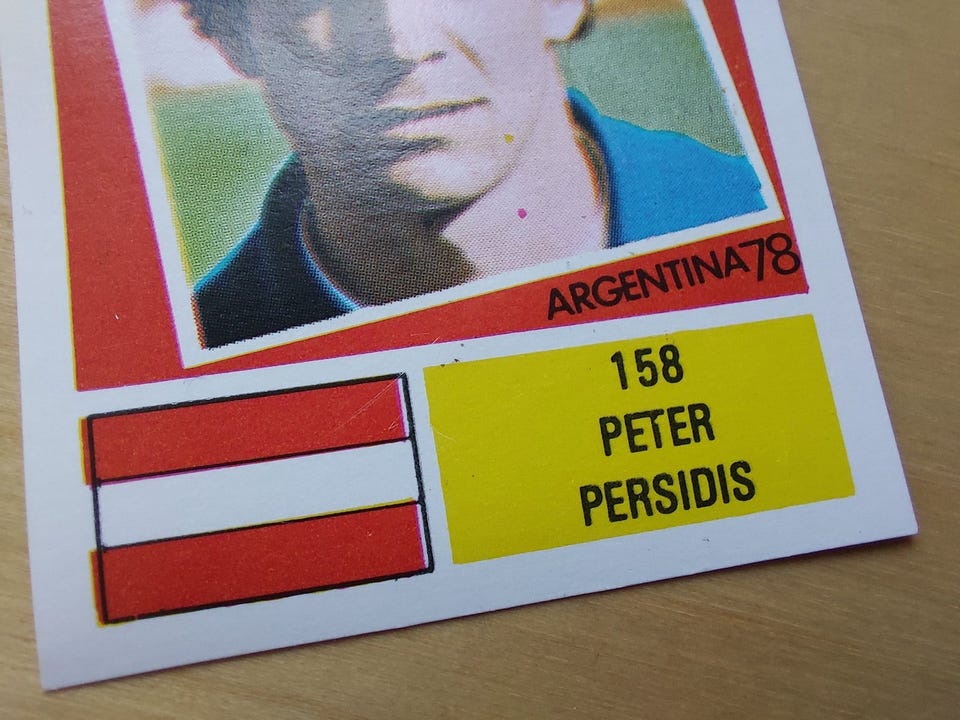 ARGENTINA78
158
PETER
PERSIDIS